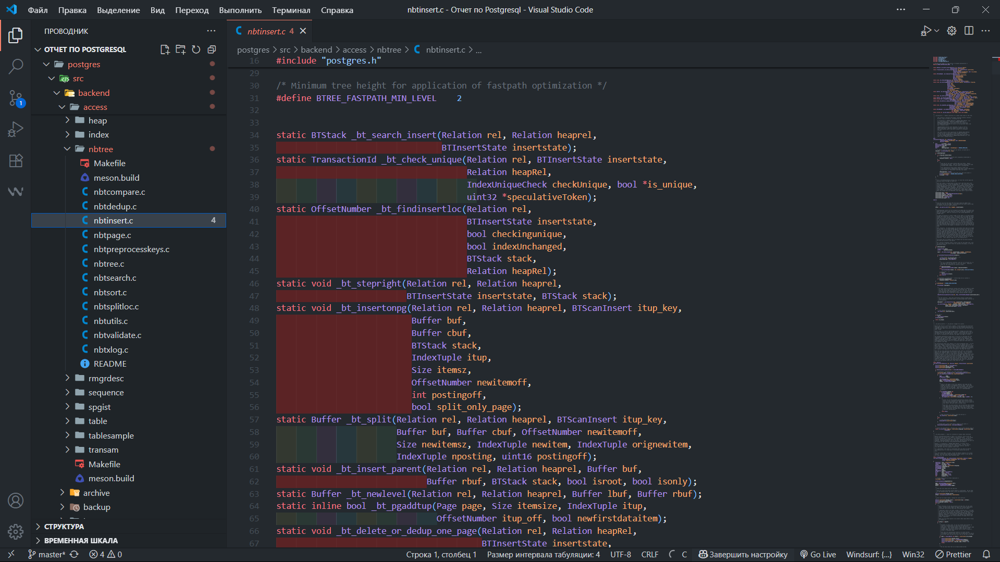 Файл Правка Выделение Вид Переход Выполнить Терминал Справка
nbtinsert.c - Отчет по Postgresql - Visual Studio Code
ПРОВОДНИК
ОТЧЕТ ПО POSTGRESQL
postgres
src
backend
access
heap
index
nbtree
Makefile
meson.build
nbtcompare.c
nbtdedup.c
nbtinsert.c 4
nbtpage.c
nbtpreprocesskeys.c
nbtree.c
nbtsearch.c
nbtsort.c
nbtsplitloc.c
nbtutils.c
nbtvalidate.c
nbtxlog.c
README
rmgrdesc
sequence
spgist
table
tablesample
transam
Makefile
meson.build
archive
backup
СТРУКТУРА
ВРЕМЕННАЯ ШКАЛА
1
nbtinsert.c 4
postgres > src > backend > access > nbtree > nbtinsert.c > ...
16 #include "postgres.h"
29
30 /* Minimum tree height for application of fastpath optimization */
31 #define BTREE_FASTPATH_MIN_LEVEL 2
32
33
34 static BTStack _bt_search_insert(Relation rel, Relation heaprel,
35 BTInsertState insertstate);
36 static TransactionId _bt_check_unique(Relation rel, BTInsertState insertstate,
37 Relation heapRel,
38 IndexUniqueCheck checkUnique, bool *is_unique,
39 uint32 *speculativeToken);
40 static OffsetNumber _bt_findinsertloc(Relation rel,
41 BTInsertState insertstate,
42 bool checkingunique,
43 bool indexUnchanged,
44 BTStack stack,
45 Relation heapRel);
46 static void _bt_stepright(Relation rel, Relation heaprel,
47 BTInsertState insertstate, BTStack stack);
48 static void _bt_insertonpg(Relation rel, Relation heaprel, BTScanInsert itup_key,
49 Buffer buf,
50 Buffer cbuf,
51 BTStack stack,
52 IndexTuple itup,
53 Size itemsz,
54 OffsetNumber newitemoff,
55 int postingoff,
56 bool split_only_page);
57 static Buffer _bt_split(Relation rel, Relation heaprel, BTScanInsert itup_key,
58 Buffer buf, Buffer cbuf, OffsetNumber newitemoff,
59 Size newitemsz, IndexTuple newitem, IndexTuple orignewitem,
60 IndexTuple nposting, uint16 postingoff);
61 static void _bt_insert_parent(Relation rel, Relation heaprel, Buffer buf,
62 Buffer rbuf, BTStack stack, bool isroot, bool isonly);
63 static Buffer _bt_newlevel(Relation rel, Relation heaprel, Buffer lbuf, Buffer rbuf);
64 static inline bool _bt_pgaddtup(Page page, Size itemsize, IndexTuple itup,
65 OffsetNumber itup_off, bool newfirstdataitem);
66 static void _bt_delete_or_dedup_one_page(Relation rel, Relation heapRel,
67 BTInsertState insertstate,
master* 4 0 Строка 1, столбец 1 Размер интервала табуляции: 4 UTF-8 CRLF C Завершить настройку Go Live Windsurf: {...} Win32 Prettier